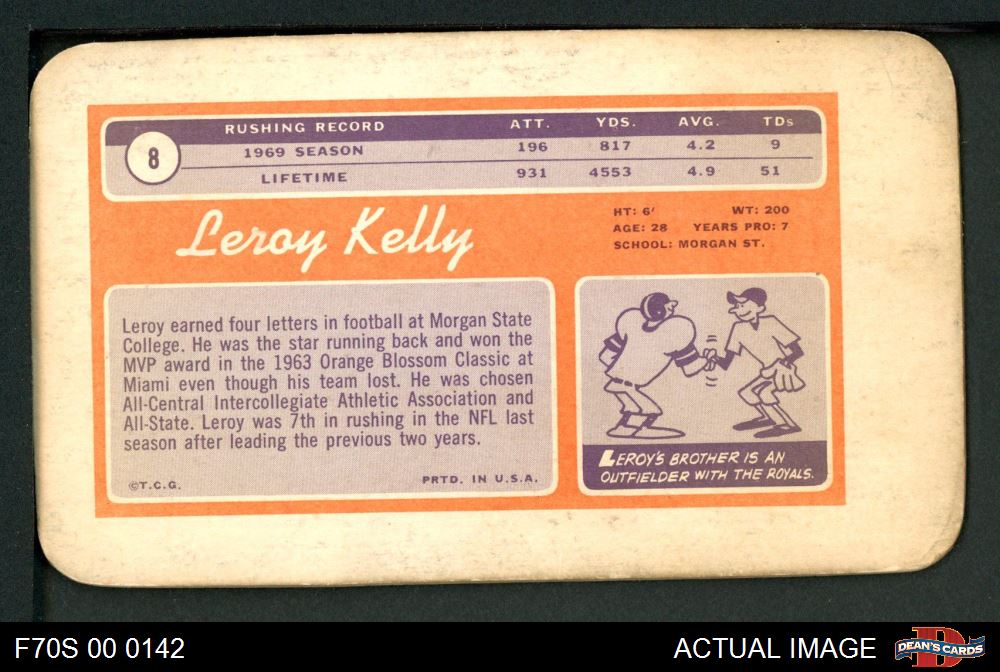 8
RUSHING RECORD ATT. YDS. AVG. TDs
1969 SEASON 196 817 4.2 9
LIFETIME 931 4553 4.9 51
Leroy Kelly
HT: 6' WT: 200
AGE: 28 YEARS PRO: 7
SCHOOL: MORGAN ST.
Leroy earned four letters in football at Morgan State
College. He was the star running back and won the
MVP award in the 1963 Orange Blossom Classic at
Miami even though his team lost. He was chosen
All-Central Intercollegiate Athletic Association and
All-State. Leroy was 7th in rushing in the NFL last
season after leading the previous two years.
©T.C.G. PRTD. IN U.S.A.
LEROY'S BROTHER IS AN
OUTFIELDER WITH THE ROYALS.
F70S 00 0142
ACTUAL IMAGE
D
DEAN'S CARDS